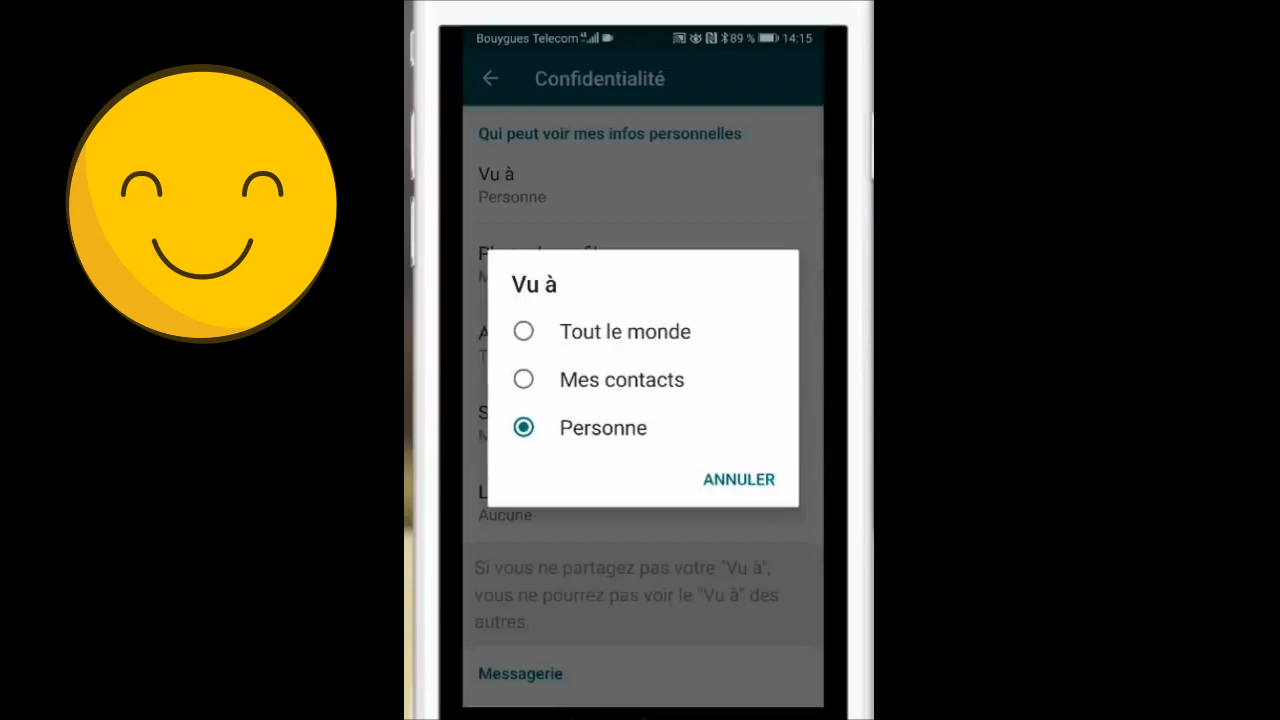 Bouygues Telecom
89 %
14:15
Confidentialité
Qui peut voir mes infos personnelles
Vu à
Personne
Vu à
Tout le monde
Mes contacts
Personne
ANNULER
Aucune
Si vous ne partagez pas votre "Vu à",
vous ne pourrez pas voir le "Vu à" des
autres.
Messagerie